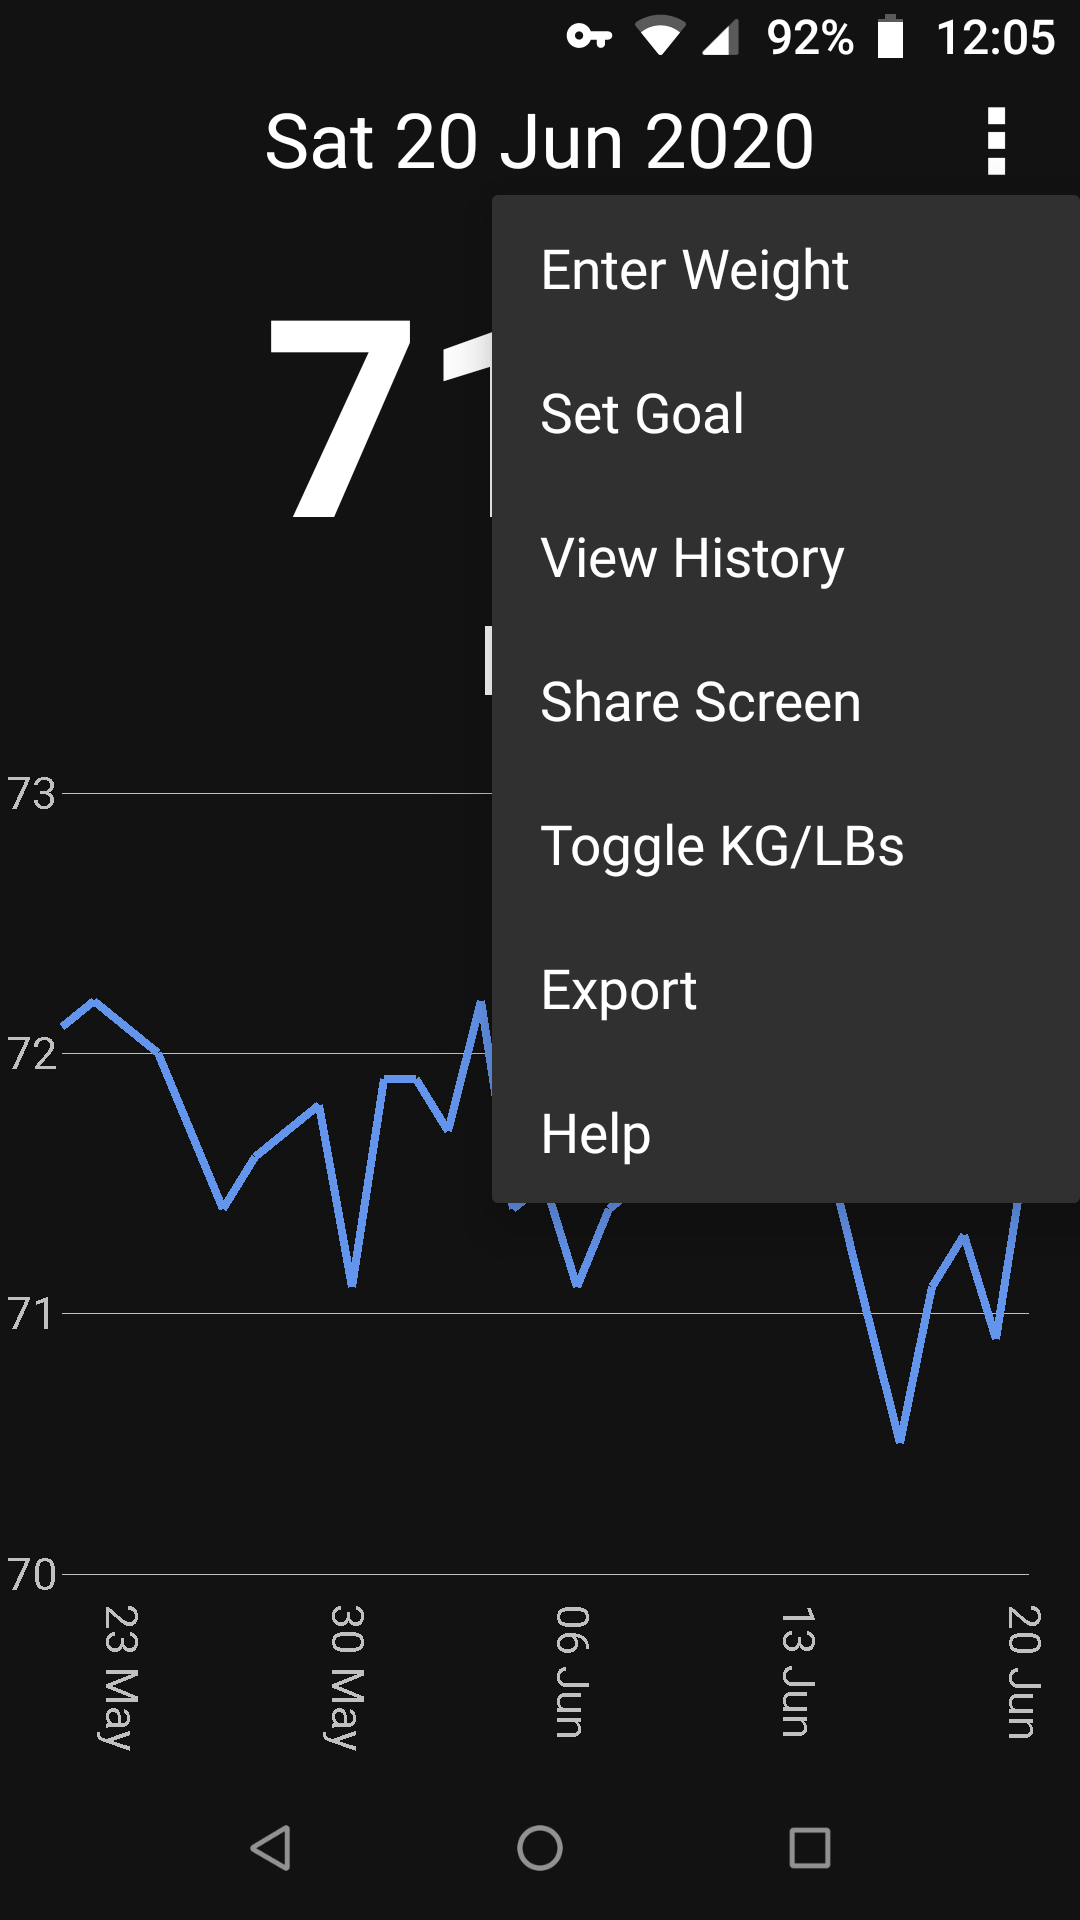 92% 12:05
Sat 20 Jun 2020
Enter Weight
71
Set Goal
View History
Share Screen
Toggle KG/LBs
Export
Help
73
72
71
70
23 May
30 May
06 Jun
13 Jun
20 Jun